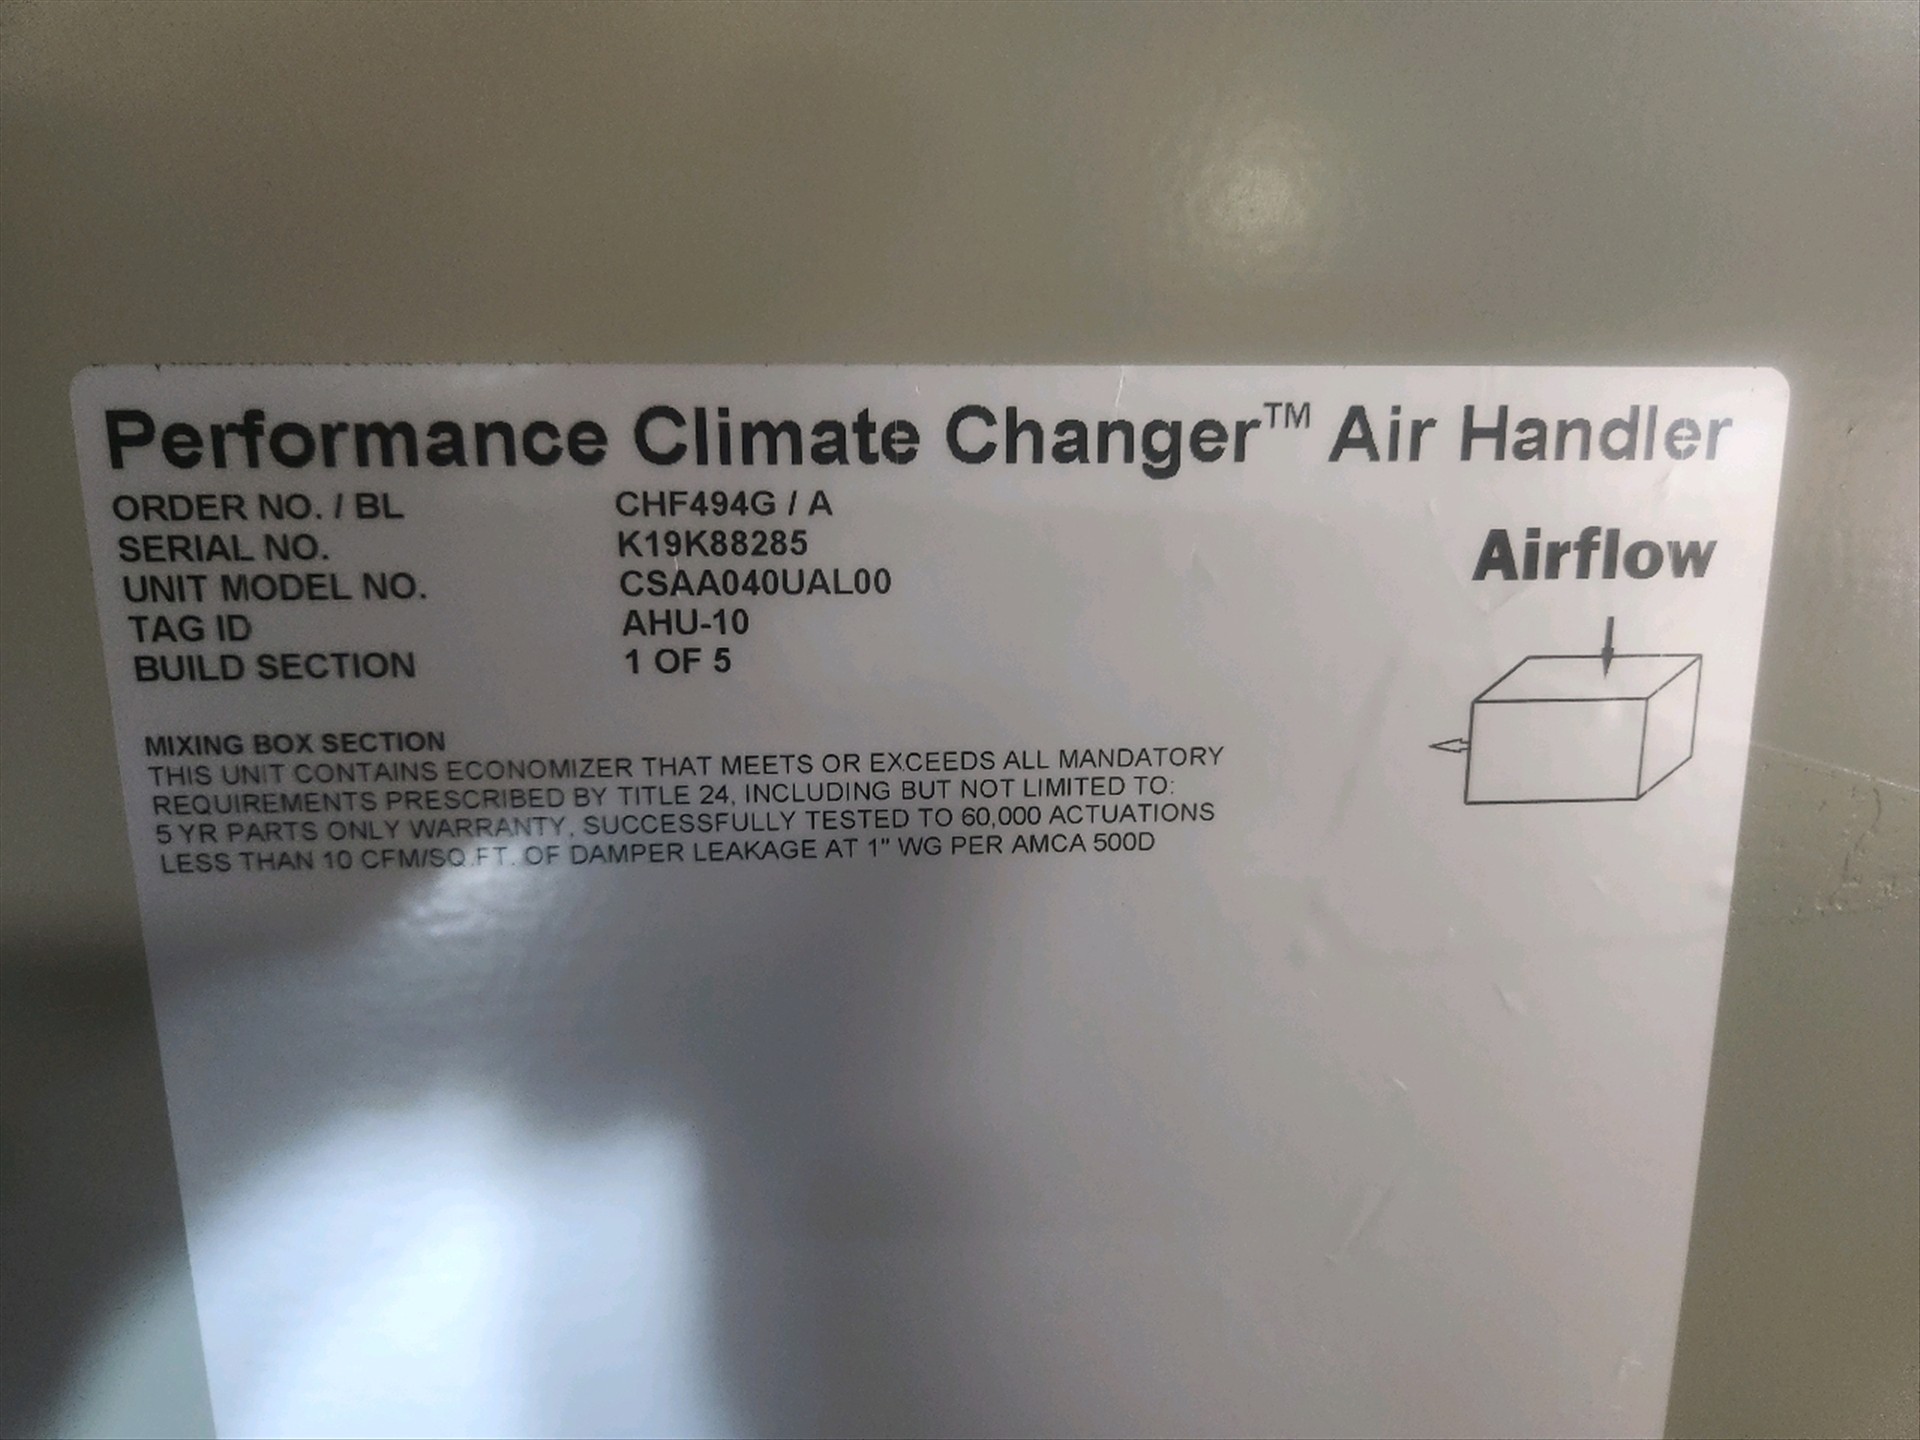 Performance Climate Changer™ Air Handler
ORDER NO. / BL CHF494G / A
SERIAL NO. K19K88285
UNIT MODEL NO. CSAA040UAL00
TAG ID AHU-10
BUILD SECTION 1 OF 5
Airflow
MIXING BOX SECTION
THIS UNIT CONTAINS ECONOMIZER THAT MEETS OR EXCEEDS ALL MANDATORY
REQUIREMENTS PRESCRIBED BY TITLE 24, INCLUDING BUT NOT LIMITED TO:
5 YR PARTS ONLY WARRANTY, SUCCESSFULLY TESTED TO 60,000 ACTUATIONS
LESS THAN 10 CFM/SQ.FT. OF DAMPER LEAKAGE AT 1" WG PER AMCA 500D